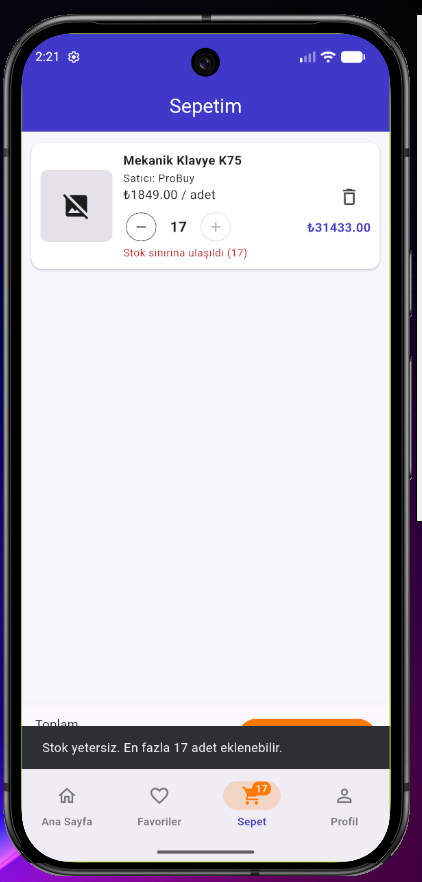 2:21
Sepetim
Mekanik Klavye K75
Satıcı: ProBuy
₺1849.00 / adet
17
₺31433.00
Stok sınırına ulaşıldı (17)
Toplam
Stok yetersiz. En fazla 17 adet eklenebilir.
17
Ana Sayfa
Favoriler
Sepet
Profil